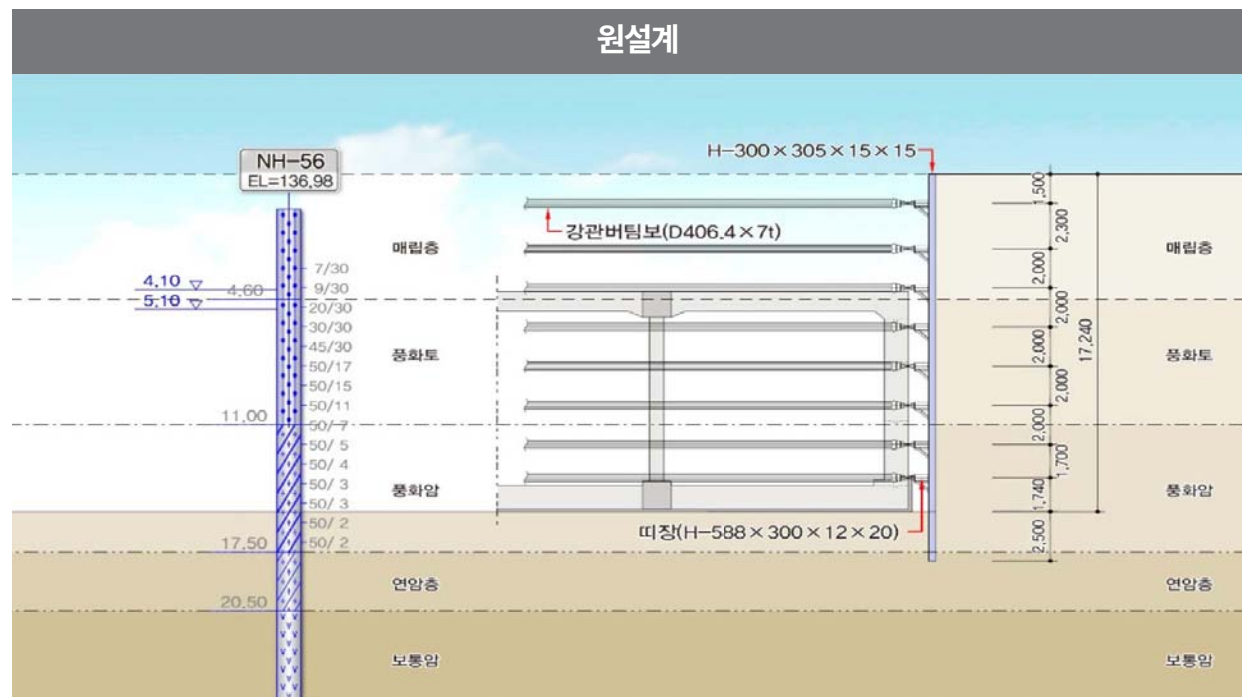 원설계
NH-56
EL=136.98
H-300×305×15×15
강관버팀보(D406.4×7t)
매립층
매립층
4.10
4.60
5.10
7/30
9/30
20/30
30/30
45/30
50/17
50/15
50/11
50/ 7
50/ 5
50/ 4
50/ 3
50/ 3
50/ 2
50/ 2
풍화토
풍화토
11.00
풍화암
풍화암
띠장(H-588×300×12×20)
17.50
연암층
연암층
20.50
보통암
보통암
1,500
2,300
2,000
2,000
2,000
2,000
2,000
1,700
1,740
2,500
17,240